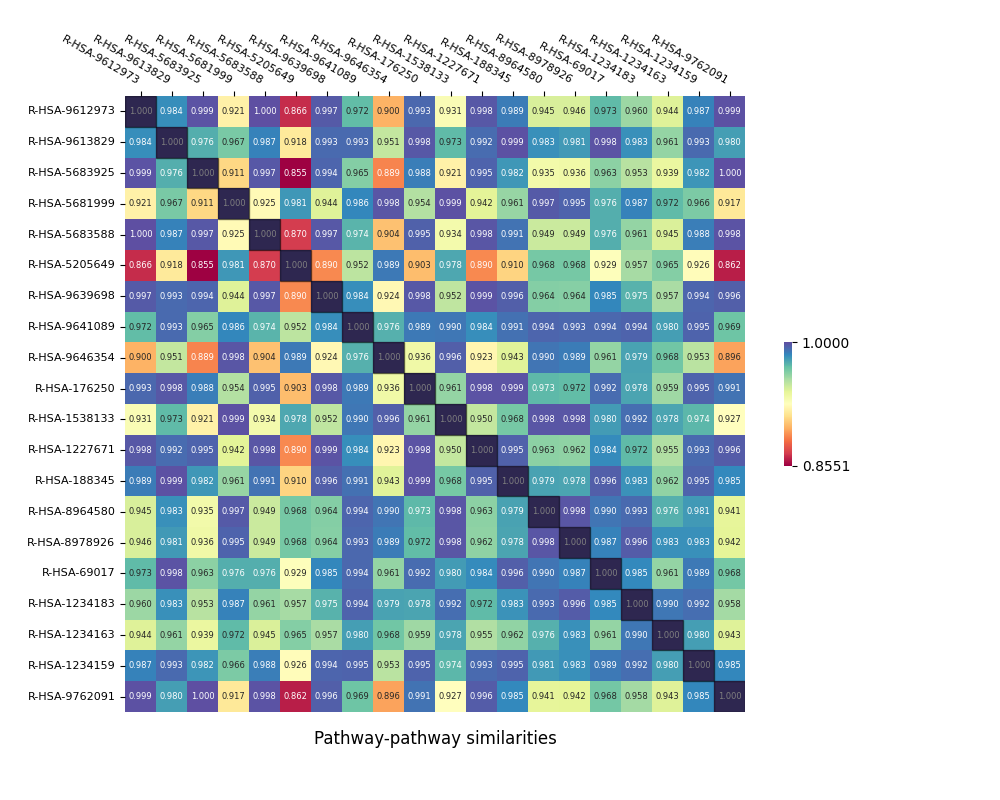 R-HSA-9612973
R-HSA-9613829
R-HSA-5683925
R-HSA-5681999
R-HSA-5683588
R-HSA-5205649
R-HSA-9639698
R-HSA-9641089
R-HSA-9646354
R-HSA-176250
R-HSA-1538133
R-HSA-1227671
R-HSA-188345
R-HSA-8964580
R-HSA-8978926
R-HSA-69017
R-HSA-1234183
R-HSA-1234163
R-HSA-1234159
R-HSA-9762091
R-HSA-9612973 1.000 0.984 0.999 0.921 1.000 0.866 0.997 0.972 0.900 0.993 0.931 0.998 0.989 0.945 0.946 0.973 0.960 0.944 0.987 0.999
R-HSA-9613829 0.984 1.000 0.976 0.967 0.987 0.918 0.993 0.993 0.951 0.998 0.973 0.992 0.999 0.983 0.981 0.998 0.983 0.961 0.993 0.980
R-HSA-5683925 0.999 0.976 1.000 0.911 0.997 0.855 0.994 0.965 0.889 0.988 0.921 0.995 0.982 0.935 0.936 0.963 0.953 0.939 0.982 1.000
R-HSA-5681999 0.921 0.967 0.911 1.000 0.925 0.981 0.944 0.986 0.998 0.954 0.999 0.942 0.961 0.997 0.995 0.976 0.987 0.972 0.966 0.917
R-HSA-5683588 1.000 0.987 0.997 0.925 1.000 0.870 0.997 0.974 0.904 0.995 0.934 0.998 0.991 0.949 0.949 0.976 0.961 0.945 0.988 0.998
R-HSA-5205649 0.866 0.918 0.855 0.981 0.870 1.000 0.890 0.952 0.989 0.903 0.978 0.890 0.910 0.968 0.968 0.929 0.957 0.965 0.926 0.862
R-HSA-9639698 0.997 0.993 0.994 0.944 0.997 0.890 1.000 0.984 0.924 0.998 0.952 0.999 0.996 0.964 0.964 0.985 0.975 0.957 0.994 0.996
R-HSA-9641089 0.972 0.993 0.965 0.986 0.974 0.952 0.984 1.000 0.976 0.989 0.990 0.984 0.991 0.994 0.993 0.994 0.994 0.980 0.995 0.969
R-HSA-9646354 0.900 0.951 0.889 0.998 0.904 0.989 0.924 0.976 1.000 0.936 0.996 0.923 0.943 0.990 0.989 0.961 0.979 0.968 0.953 0.896
R-HSA-176250 0.993 0.998 0.988 0.954 0.995 0.903 0.998 0.989 0.936 1.000 0.961 0.998 0.999 0.973 0.972 0.992 0.978 0.959 0.995 0.991
R-HSA-1538133 0.931 0.973 0.921 0.999 0.934 0.978 0.952 0.990 0.996 0.961 1.000 0.950 0.968 0.998 0.998 0.980 0.992 0.978 0.974 0.927
R-HSA-1227671 0.998 0.992 0.995 0.942 0.998 0.890 0.999 0.984 0.923 0.998 0.950 1.000 0.995 0.963 0.962 0.984 0.972 0.955 0.993 0.996
R-HSA-188345 0.989 0.999 0.982 0.961 0.991 0.910 0.996 0.991 0.943 0.999 0.968 0.995 1.000 0.979 0.978 0.996 0.983 0.962 0.995 0.985
R-HSA-8964580 0.945 0.983 0.935 0.997 0.949 0.968 0.964 0.994 0.990 0.973 0.998 0.963 0.979 1.000 0.998 0.990 0.993 0.976 0.981 0.941
R-HSA-8978926 0.946 0.981 0.936 0.995 0.949 0.968 0.964 0.993 0.989 0.972 0.998 0.962 0.978 0.998 1.000 0.987 0.996 0.983 0.983 0.942
R-HSA-69017 0.973 0.998 0.963 0.976 0.976 0.929 0.985 0.994 0.961 0.992 0.980 0.984 0.996 0.990 0.987 1.000 0.985 0.961 0.989 0.968
R-HSA-1234183 0.960 0.983 0.953 0.987 0.961 0.957 0.975 0.994 0.979 0.978 0.992 0.972 0.983 0.993 0.996 0.985 1.000 0.990 0.992 0.958
R-HSA-1234163 0.944 0.961 0.939 0.972 0.945 0.965 0.957 0.980 0.968 0.959 0.978 0.955 0.962 0.976 0.983 0.961 0.990 1.000 0.980 0.943
R-HSA-1234159 0.987 0.993 0.982 0.966 0.988 0.926 0.994 0.995 0.953 0.995 0.974 0.993 0.995 0.981 0.983 0.989 0.992 0.980 1.000 0.985
R-HSA-9762091 0.999 0.980 1.000 0.917 0.998 0.862 0.996 0.969 0.896 0.991 0.927 0.996 0.985 0.941 0.942 0.968 0.958 0.943 0.985 1.000
1.0000
0.8551
Pathway-pathway similarities